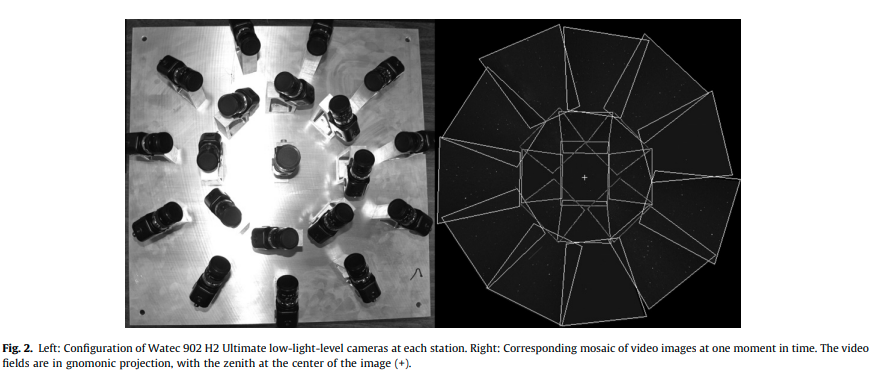 Fig. 2. Left: Configuration of Watec 902 H2 Ultimate low-light-level cameras at each station. Right: Corresponding mosaic of video images at one moment in time. The video
fields are in gnomonic projection, with the zenith at the center of the image (+).